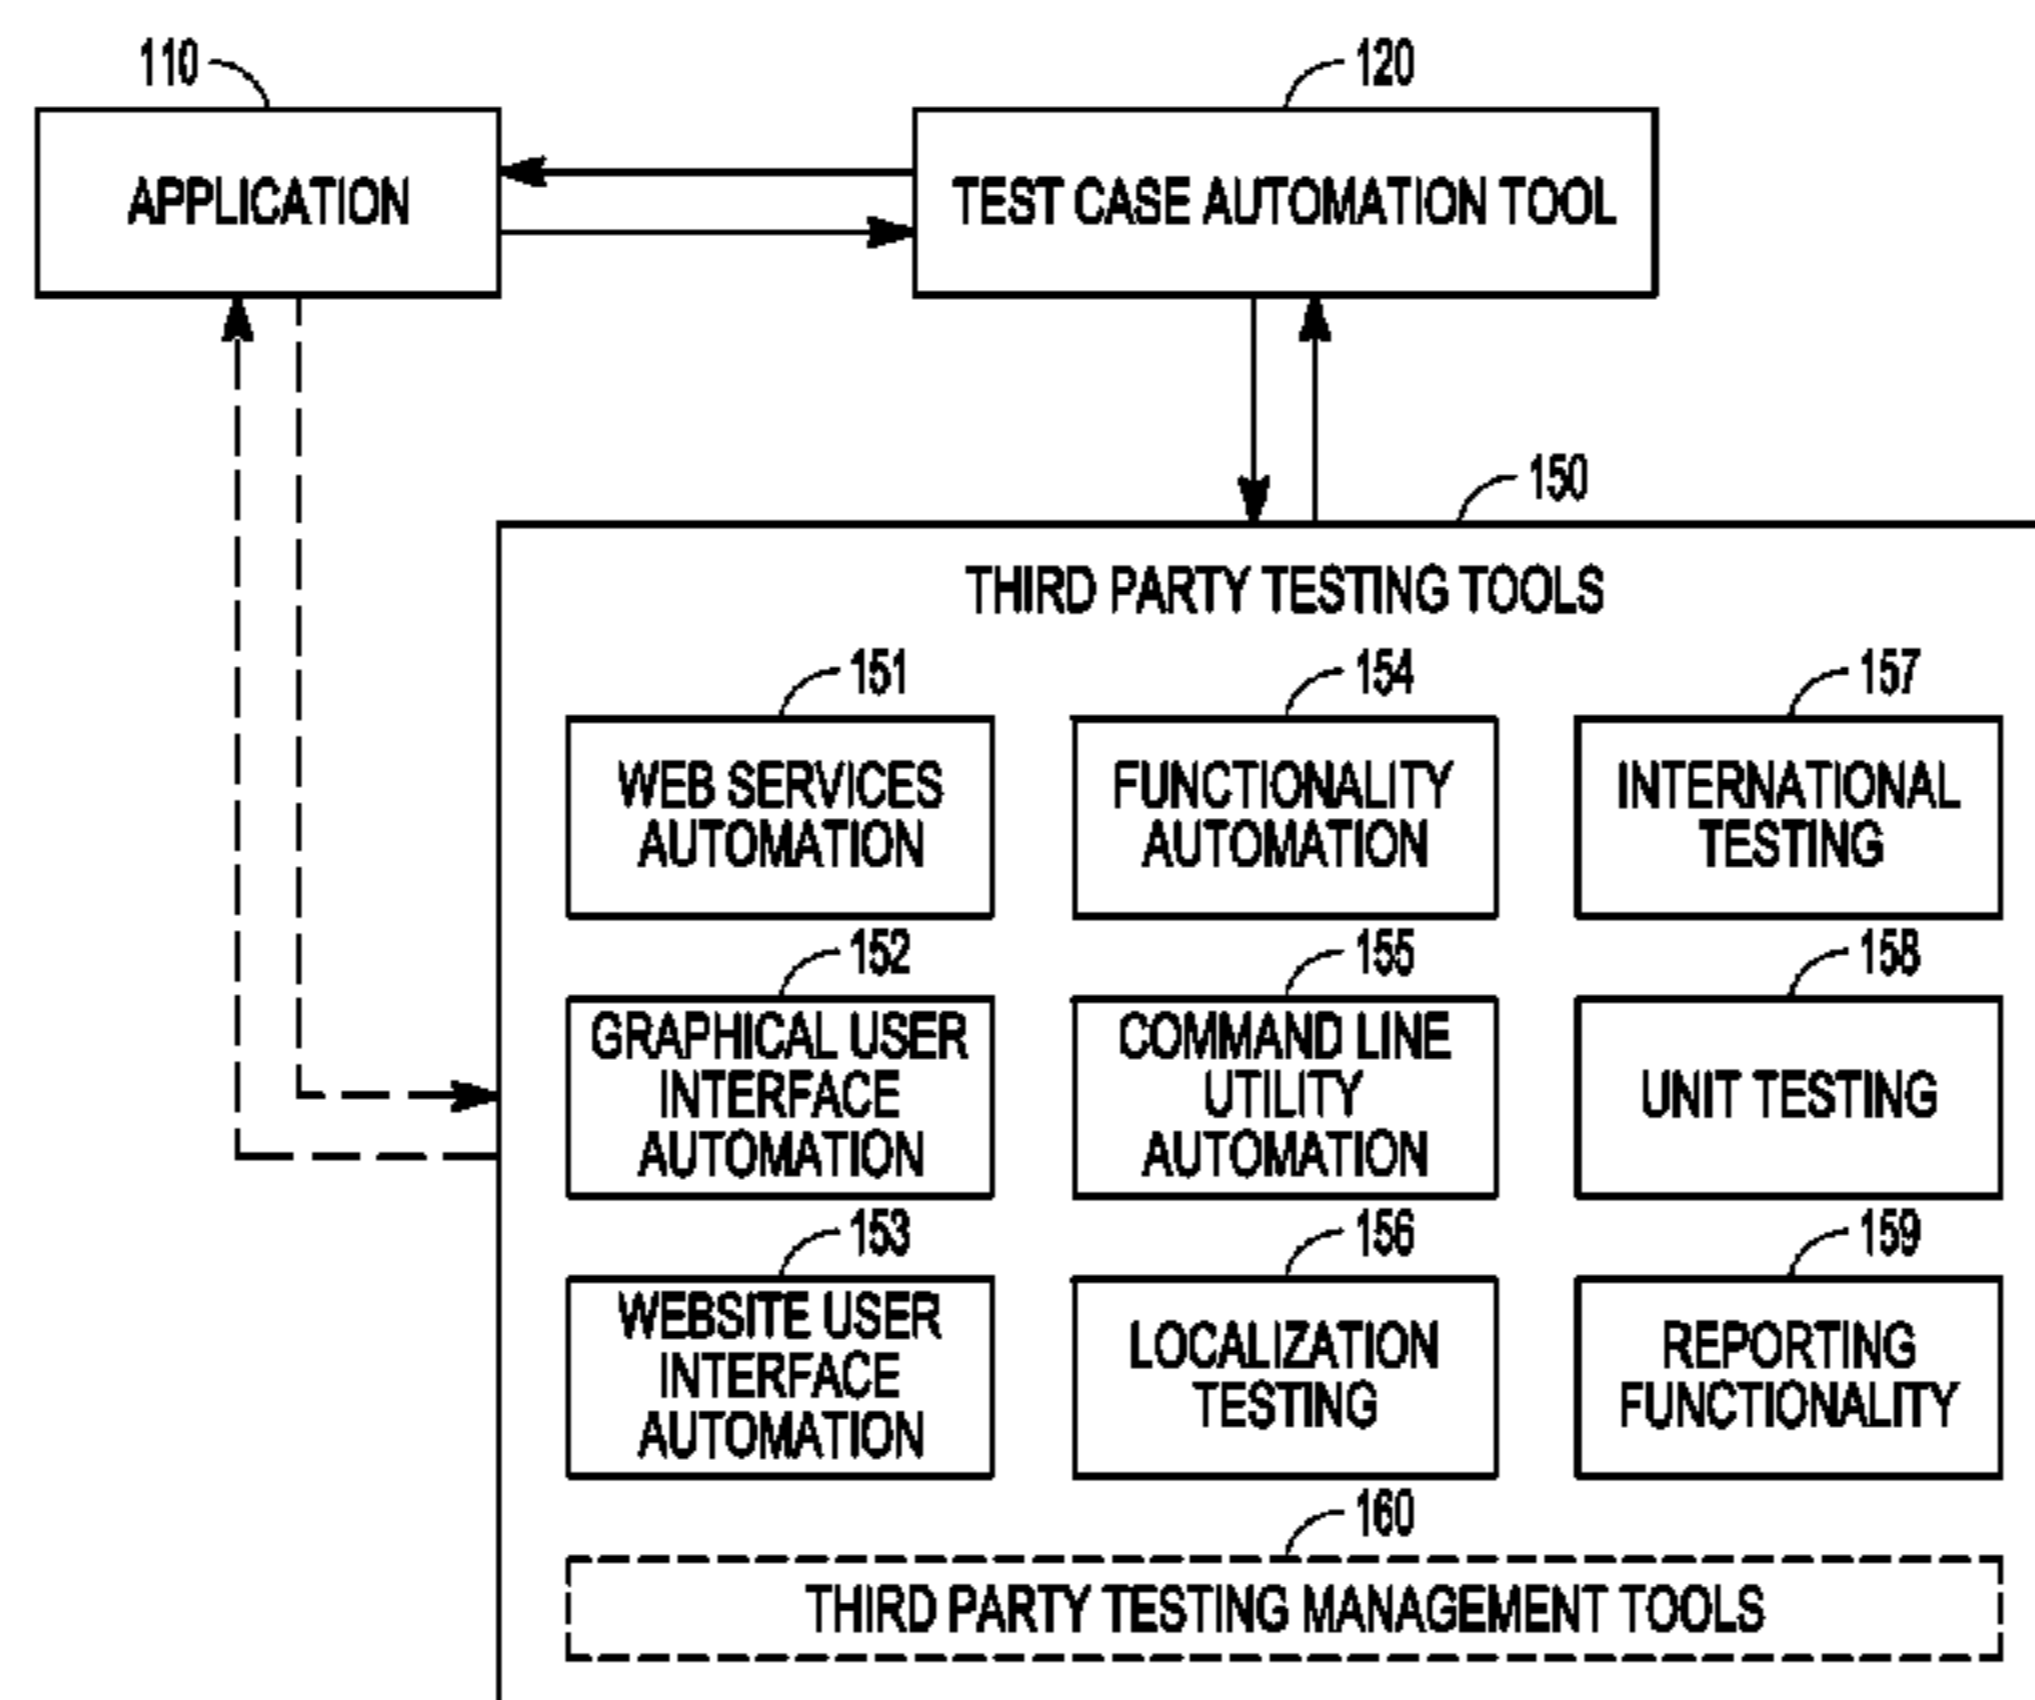 110
120
APPLICATION
TEST CASE AUTOMATION TOOL
150
THIRD PARTY TESTING TOOLS
151
154
157
WEB SERVICES
AUTOMATION
FUNCTIONALITY
AUTOMATION
INTERNATIONAL
TESTING
152
155
158
GRAPHICAL USER
INTERFACE
AUTOMATION
COMMAND LINE
UTILITY
AUTOMATION
UNIT TESTING
153
156
159
WEBSITE USER
INTERFACE
AUTOMATION
LOCALIZATION
TESTING
REPORTING
FUNCTIONALITY
160
THIRD PARTY TESTING MANAGEMENT TOOLS